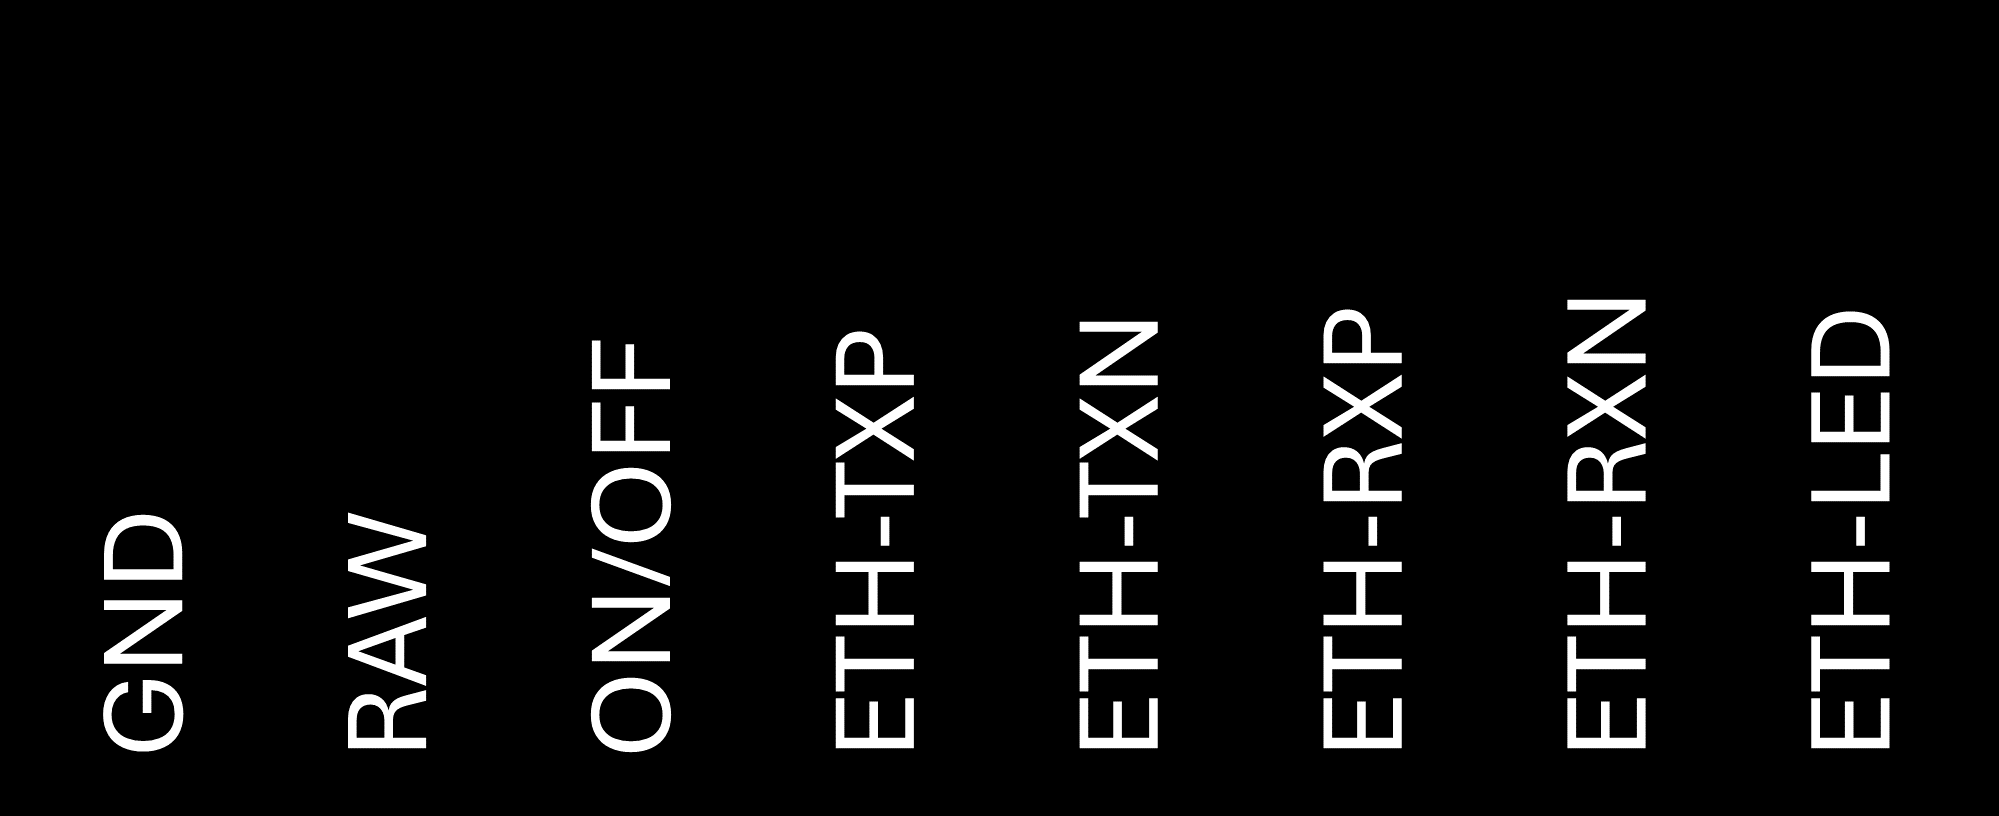 GND
RAW
ON/OFF
ETH-TXP
ETH-TXN
ETH-RXP
ETH-RXN
ETH-LED